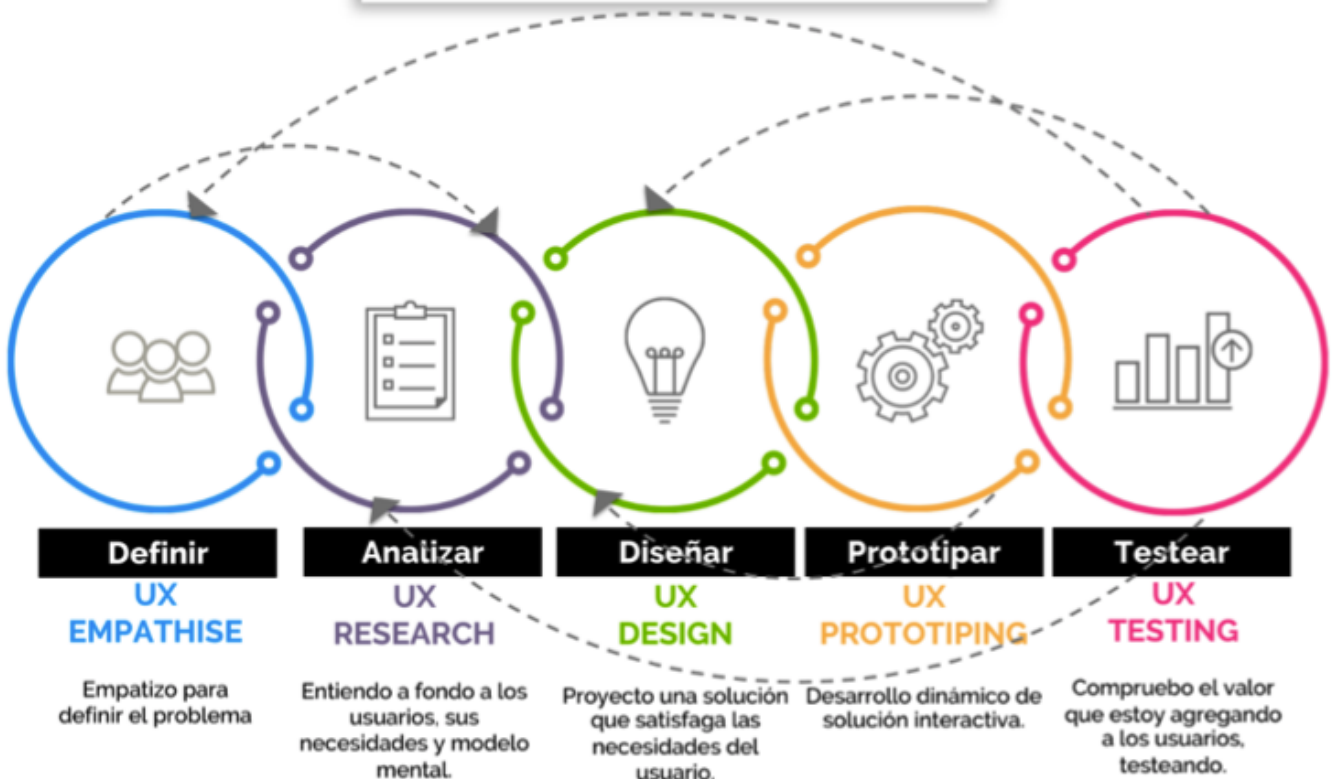 Definir
UX
EMPATHISE
Empatizo para
definir el problema
Analizar
UX
RESEARCH
Entiendo a fondo a los
usuarios, sus
necesidades y modelo
mental.
Diseñar
UX
DESIGN
Proyecto una solución
que satisfaga las
necesidades del
usuario.
Prototipar
UX
PROTOTIPING
Desarrollo dinámico de
solución interactiva.
Testear
UX
TESTING
Compruebo el valor
que estoy agregando
a los usuarios,
testeando.